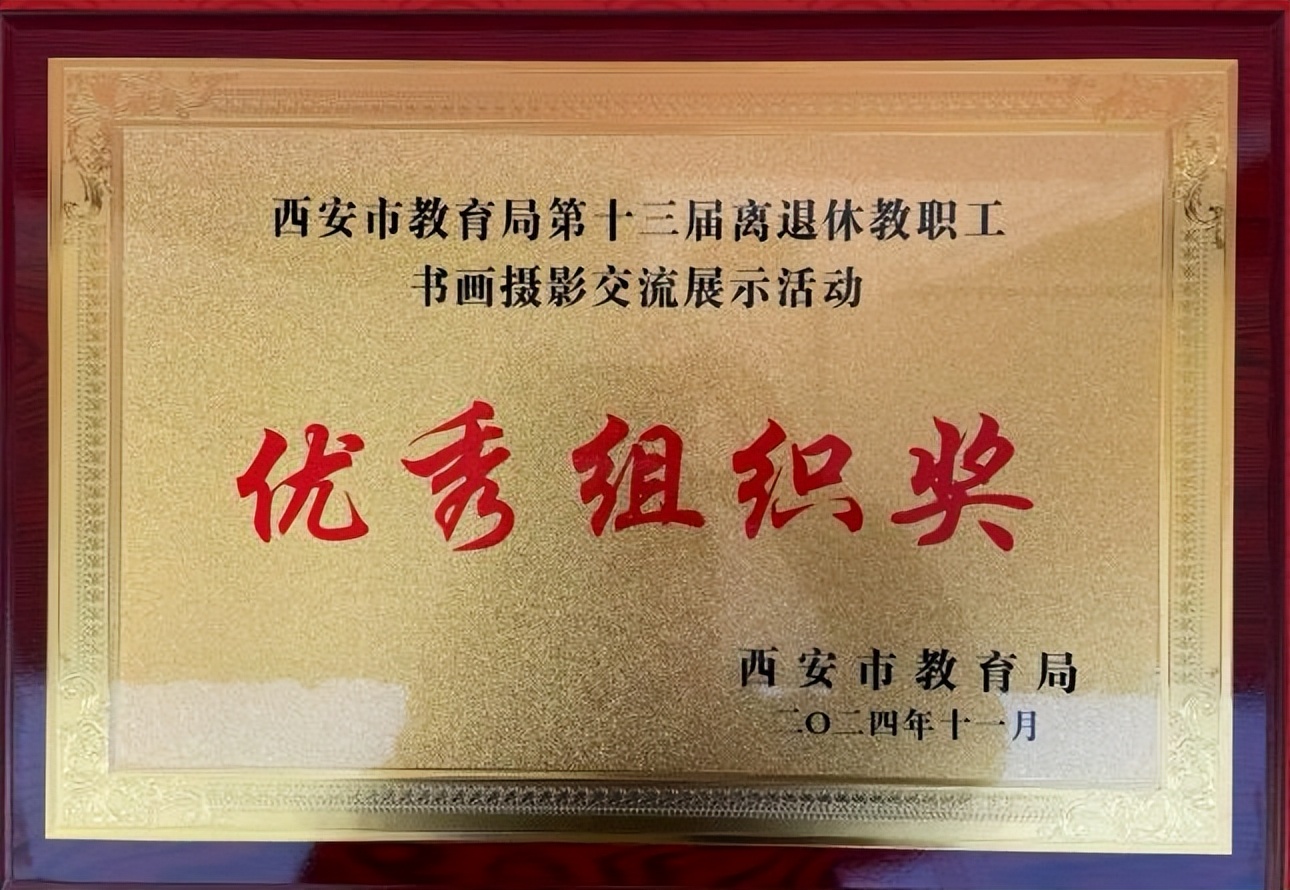 西安市教育局第十三届离退休教职工
书画摄影交流展示活动
优秀组织奖
西安市教育局
二〇二四年十一月